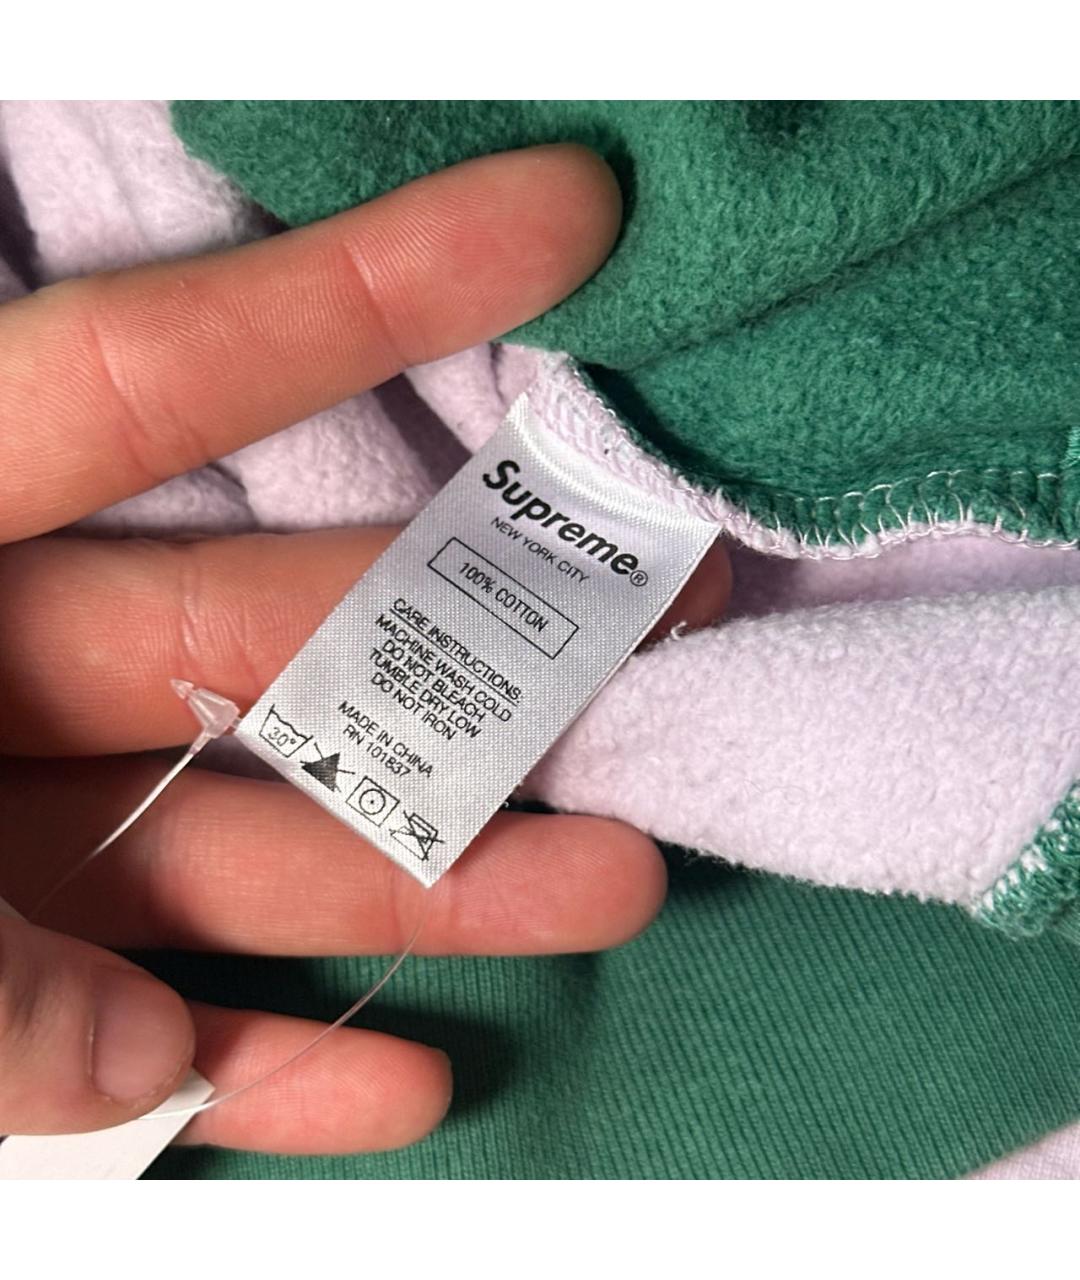 Supreme®
NEW YORK CITY
100% COTTON
CARE INSTRUCTIONS:
MACHINE WASH COLD
DO NOT BLEACH
TUMBLE DRY LOW
DO NOT IRON
MADE IN CHINA
RN 101837
30°